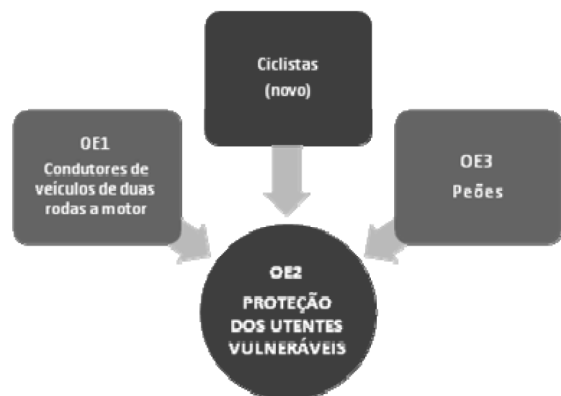 Ciclistas
(novo)
OE1
Condutores de
veículos de duas
rodas a motor
OE3
Peões
OE2
PROTEÇÃO
DOS UTENTES
VULNERÁVEIS